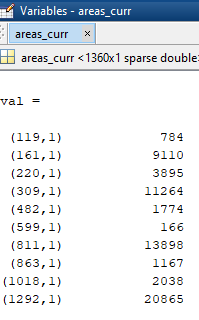 Variables - areas_curr
areas_curr ×
areas_curr <1360x1 sparse double>
val =
(119,1) 784
(161,1) 9110
(220,1) 3895
(309,1) 11264
(482,1) 1774
(599,1) 166
(811,1) 13898
(863,1) 1167
(1018,1) 2038
(1292,1) 20865